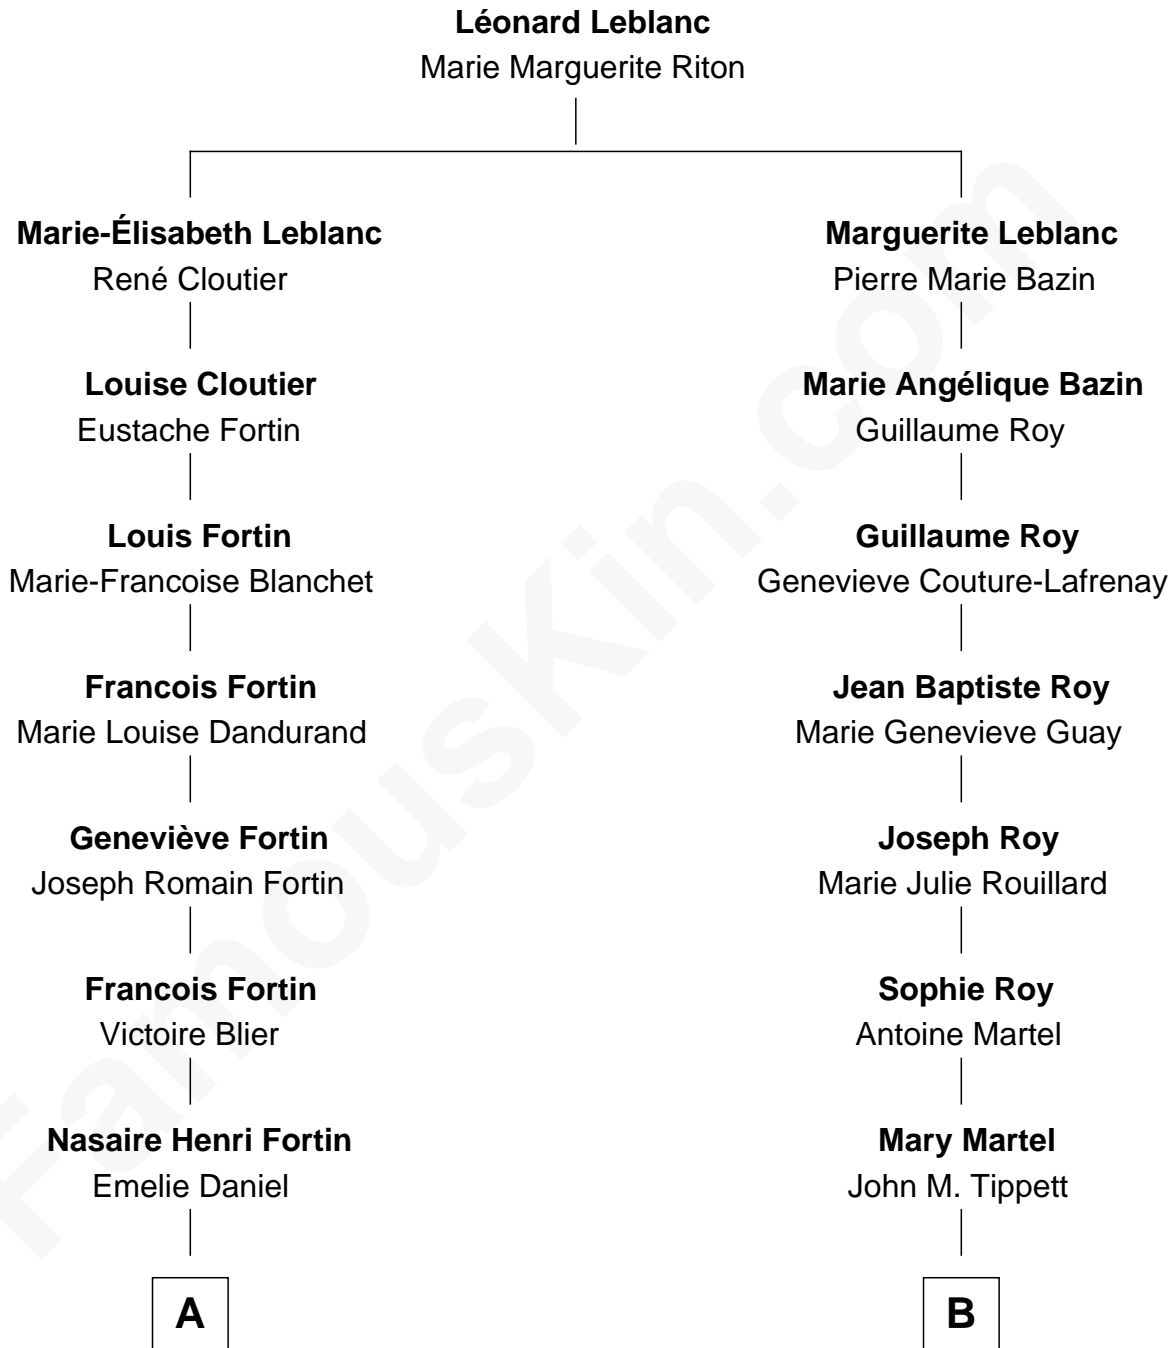 Léonard Leblanc
Marie Marguerite Riton
Marie-Élisabeth Leblanc
René Cloutier
Marguerite Leblanc
Pierre Marie Bazin
Louise Cloutier
Eustache Fortin
Marie Angélique Bazin
Guillaume Roy
Louis Fortin
Marie-Francoise Blanchet
Guillaume Roy
Genevieve Couture-Lafrenay
Francois Fortin
Marie Louise Dandurand
Jean Baptiste Roy
Marie Genevieve Guay
Geneviève Fortin
Joseph Romain Fortin
Joseph Roy
Marie Julie Rouillard
Francois Fortin
Victoire Blier
Sophie Roy
Antoine Martel
Nasaire Henri Fortin
Emelie Daniel
Mary Martel
John M. Tippett
A
B
FamousKin.com